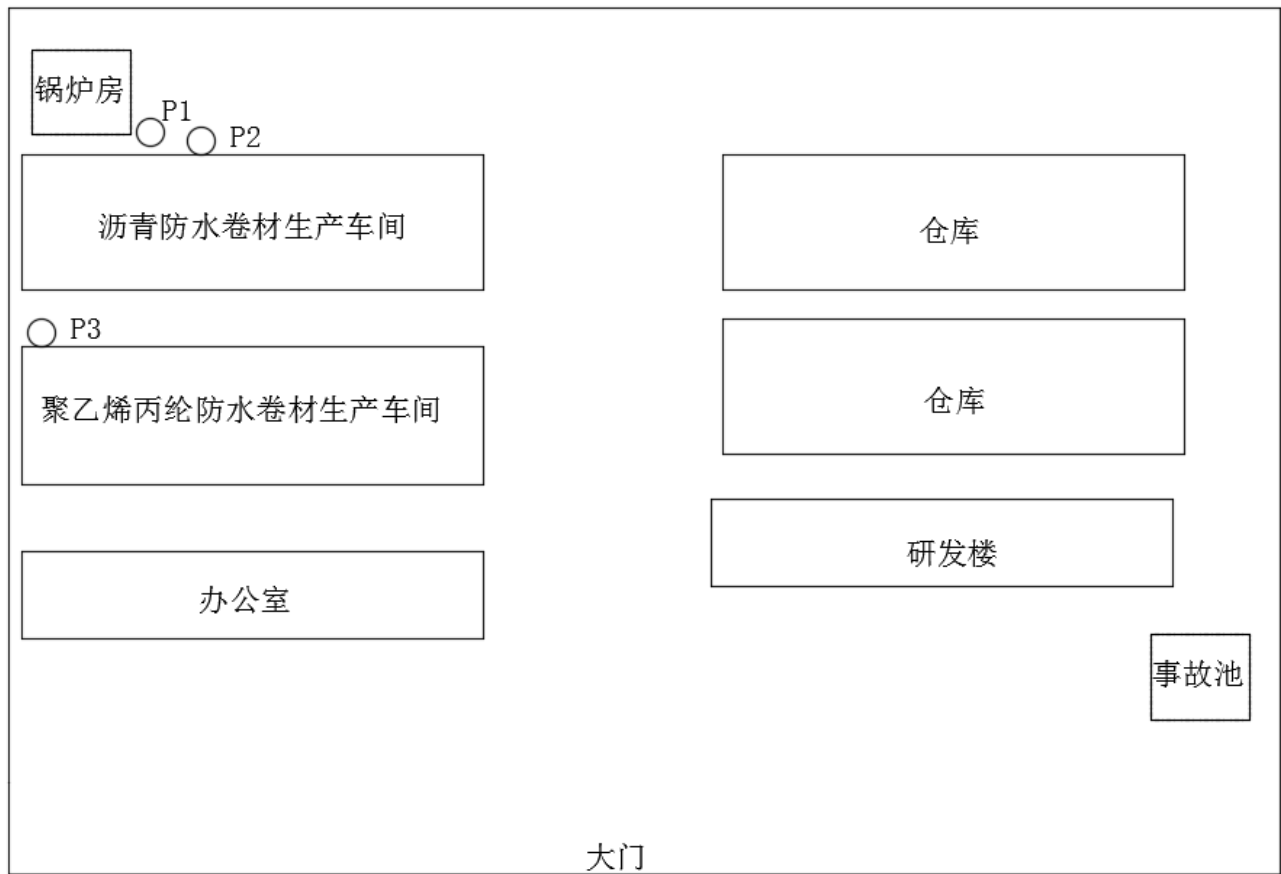 锅炉房
P1
P2
沥青防水卷材生产车间
仓库
P3
聚乙烯丙纶防水卷材生产车间
仓库
研发楼
办公室
事故池
大门